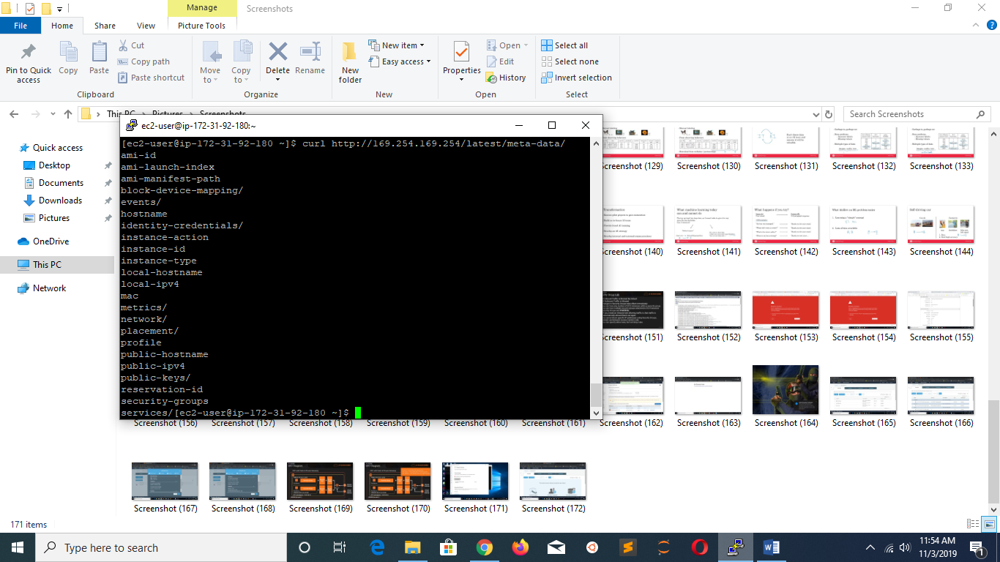 Manage
Screenshots
File
Home
Share
View
Picture Tools
Pin to Quick access
Copy
Paste
Cut
Copy path
Paste shortcut
Clipboard
Move to
Copy to
Delete
Rename
Organize
New folder
New item
Easy access
New
Properties
Open
Edit
History
Open
Select all
Select none
Invert selection
Select
This PC > Pictures > Screenshots
Search Screenshots
Quick access
Desktop
Documents
Downloads
Pictures
OneDrive
This PC
Network
ec2-user@ip-172-31-92-180:~
[ec2-user@ip-172-31-92-180 ~]$ curl http://169.254.169.254/latest/meta-data/
ami-id
ami-launch-index
ami-manifest-path
block-device-mapping/
events/
hostname
identity-credentials/
instance-action
instance-id
instance-type
local-hostname
local-ipv4
mac
metrics/
network/
placement/
profile
public-hostname
public-ipv4
public-keys/
reservation-id
security-groups
services/[ec2-user@ip-172-31-92-180 ~]$
Screenshot (129) Screenshot (130) Screenshot (131) Screenshot (132) Screenshot (133)
What happens if you try?
Self-driving car
Screenshot (140) Screenshot (141) Screenshot (142) Screenshot (143) Screenshot (144)
Screenshot (151) Screenshot (152) Screenshot (153) Screenshot (154) Screenshot (155)
Screenshot (156) Screenshot (157) Screenshot (158) Screenshot (159) Screenshot (160) Screenshot (161) Screenshot (162) Screenshot (163) Screenshot (164) Screenshot (165) Screenshot (166)
Screenshot (167) Screenshot (168) Screenshot (169) Screenshot (170) Screenshot (171) Screenshot (172)
171 items
Type here to search
11:54 AM
11/3/2019
1